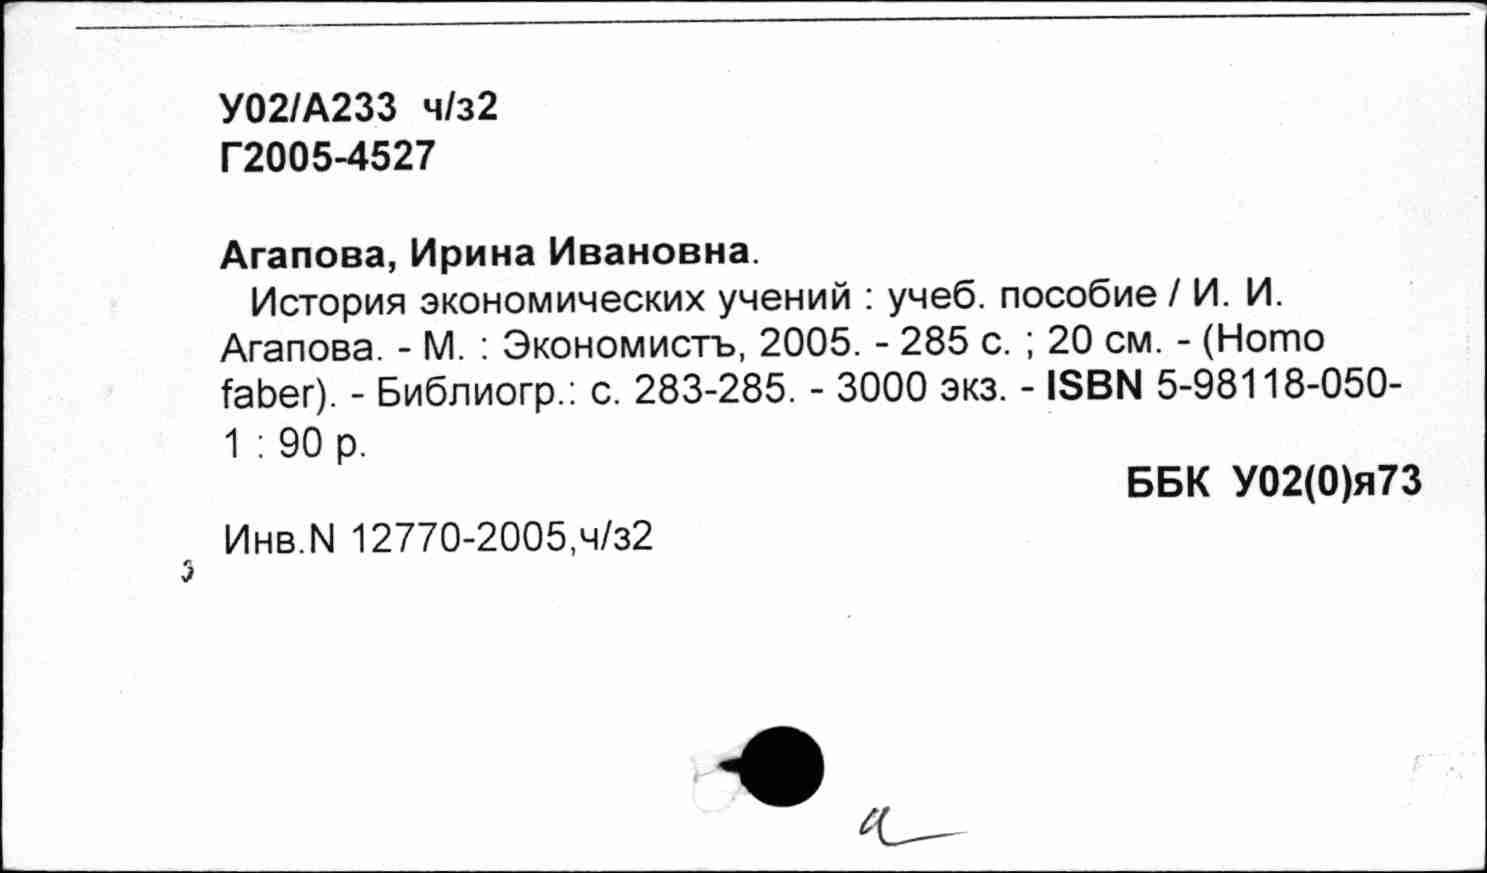 У02/А233 ч/з2
Г2005-4527
Агапова, Ирина Ивановна.
История экономических учений : учеб. пособие / И. И.
Агапова. - М. : Экономистъ, 2005. - 285 с. ; 20 см. - (Homo
faber). - Библиогр.: с. 283-285. - 3000 экз. - ISBN 5-98118-050-
1 : 90 р.
ББК У02(0)я73
Инв.N 12770-2005,ч/з2